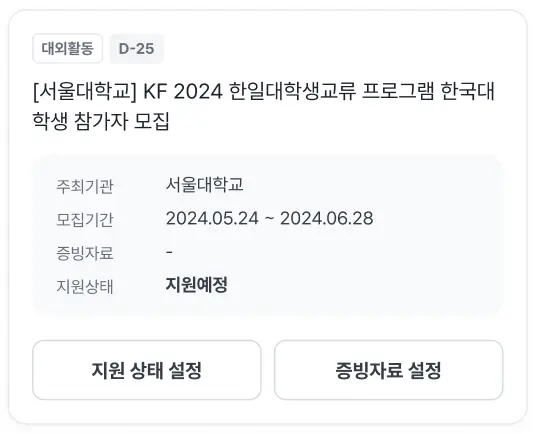 대외활동 D-25
[서울대학교] KF 2024 한일대학생교류 프로그램 한국대
학생 참가자 모집
주최기관 서울대학교
모집기간 2024.05.24 ~ 2024.06.28
증빙자료 -
지원상태 지원예정
지원 상태 설정 증빙자료 설정